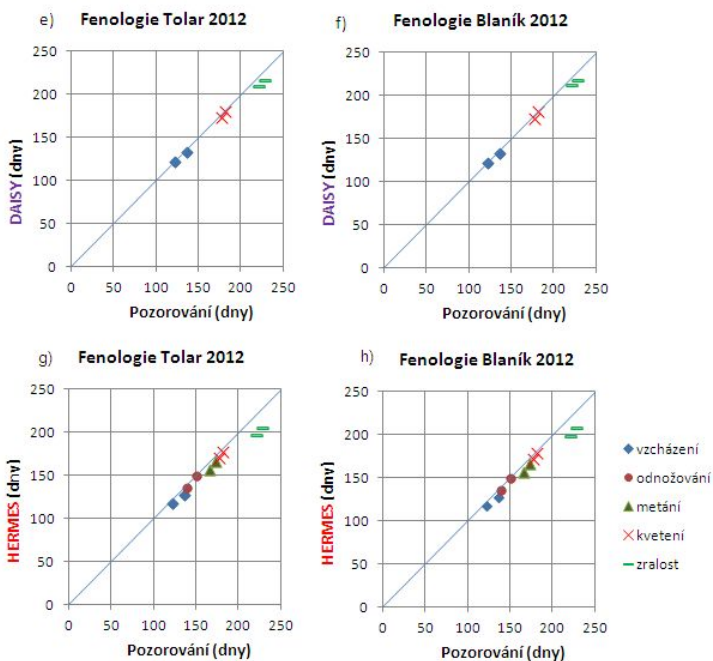 e) Fenologie Tolar 2012
250
200
150
100
50
0
DAISY (dny)
0 50 100 150 200 250
Pozorování (dny)
f) Fenologie Blaník 2012
250
200
150
100
50
0
DAISY (dny)
0 50 100 150 200 250
Pozorování (dny)
g) Fenologie Tolar 2012
250
200
150
100
50
0
HERMES (dny)
0 50 100 150 200 250
Pozorování (dny)
h) Fenologie Blaník 2012
250
200
150
100
50
0
HERMES (dny)
0 50 100 150 200 250
Pozorování (dny)
vzcházení
odnožování
metání
kvetení
zralost